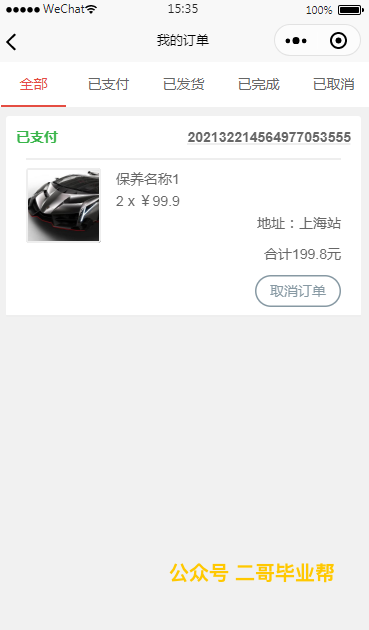 WeChat 15:35 100%
我的订单
全部 已支付 已发货 已完成 已取消
已支付 202132214564977053555
保养名称1
2 x ￥99.9
地址：上海站
合计199.8元
取消订单
公众号 二哥毕业帮